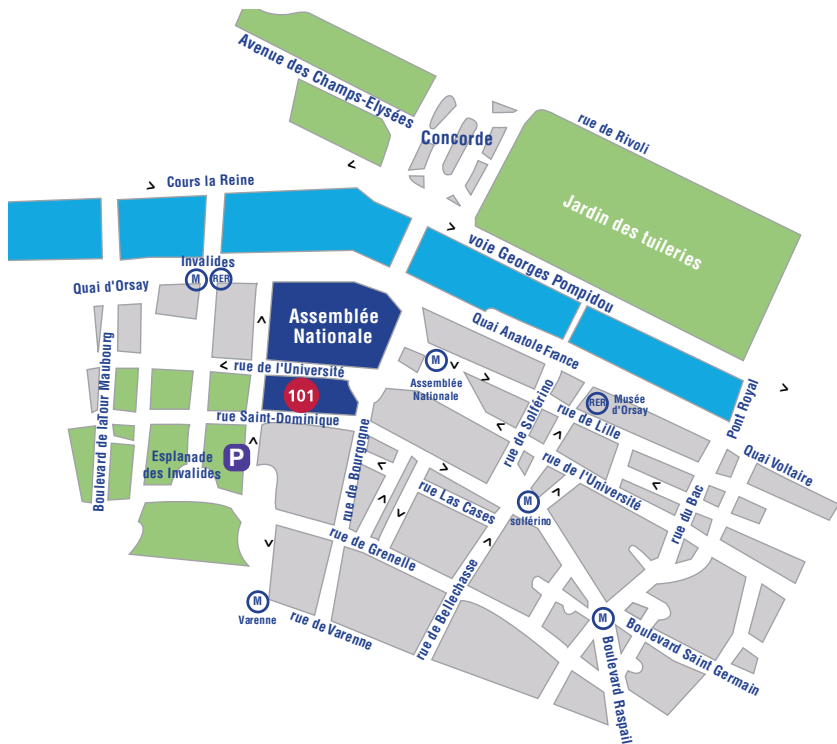 Avenue des Champs-Elysées
Concorde
rue de Rivoli
Cours la Reine
Jardin des tuileries
voie Georges Pompidou
Invalides
M
RER
Quai d'Orsay
Assemblée
Nationale
Quai Anatole France
M
Assemblée
Nationale
rue de l'Université
101
rue Saint-Dominique
Boulevard de laTour Maubourg
RER
Musée
d'Orsay
Pont Royal
rue de Solférino
rue de Lille
Quai Voltaire
rue de l'Université
Esplanade
des Invalides
P
rue de Bourgogne
rue Las Cases
M
solférino
rue du Bac
rue de Grenelle
rue de Bellechasse
M
Varenne
rue de Varenne
M
Boulevard Saint Germain
Boulevard Raspail